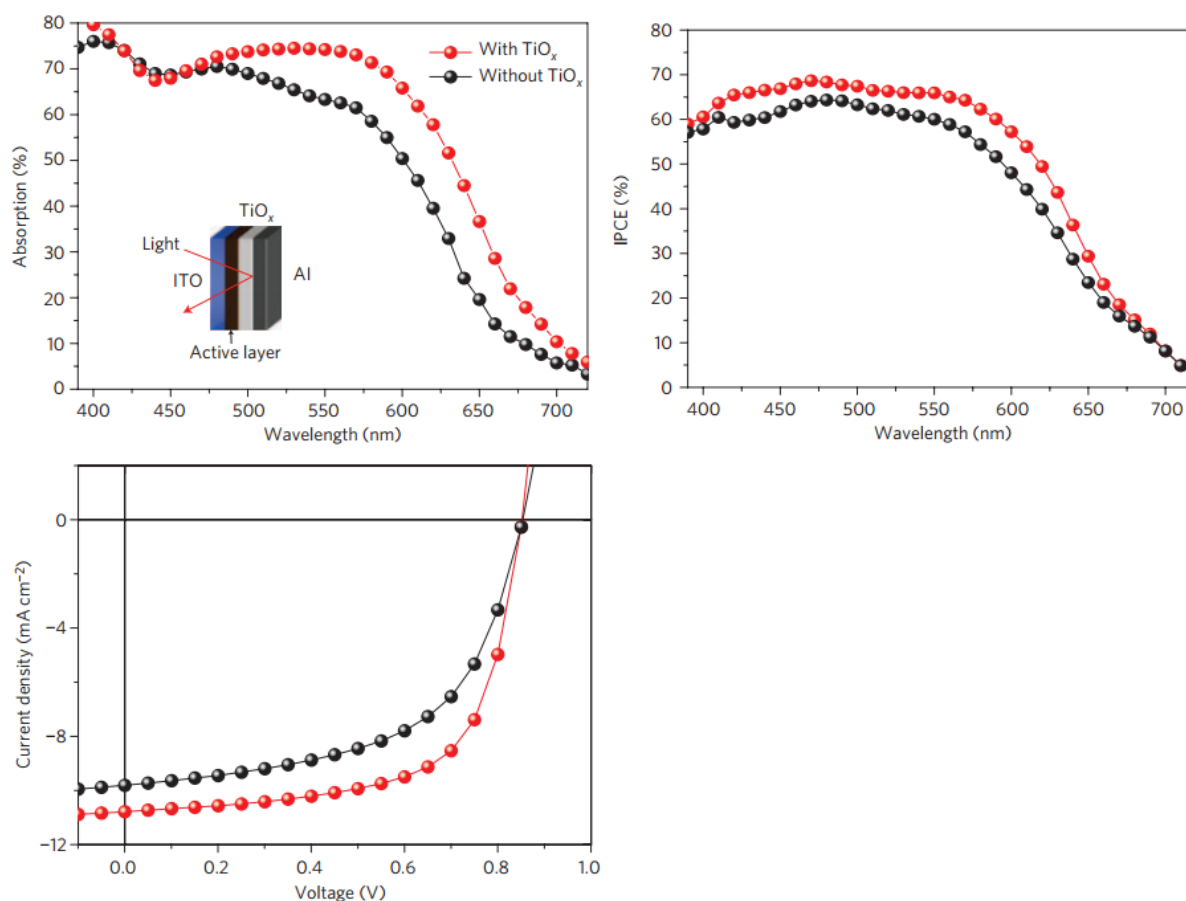 80
70
60
50
40
30
20
10
0
Absorption (%)
With TiOₓ
Without TiOₓ
TiOₓ
Light
ITO
Al
Active layer
400 450 500 550 600 650 700
Wavelength (nm)
80
70
60
50
40
30
20
10
0
IPCE (%)
400 450 500 550 600 650 700
Wavelength (nm)
0
−4
−8
−12
Current density (mA cm⁻²)
0.0 0.2 0.4 0.6 0.8 1.0
Voltage (V)